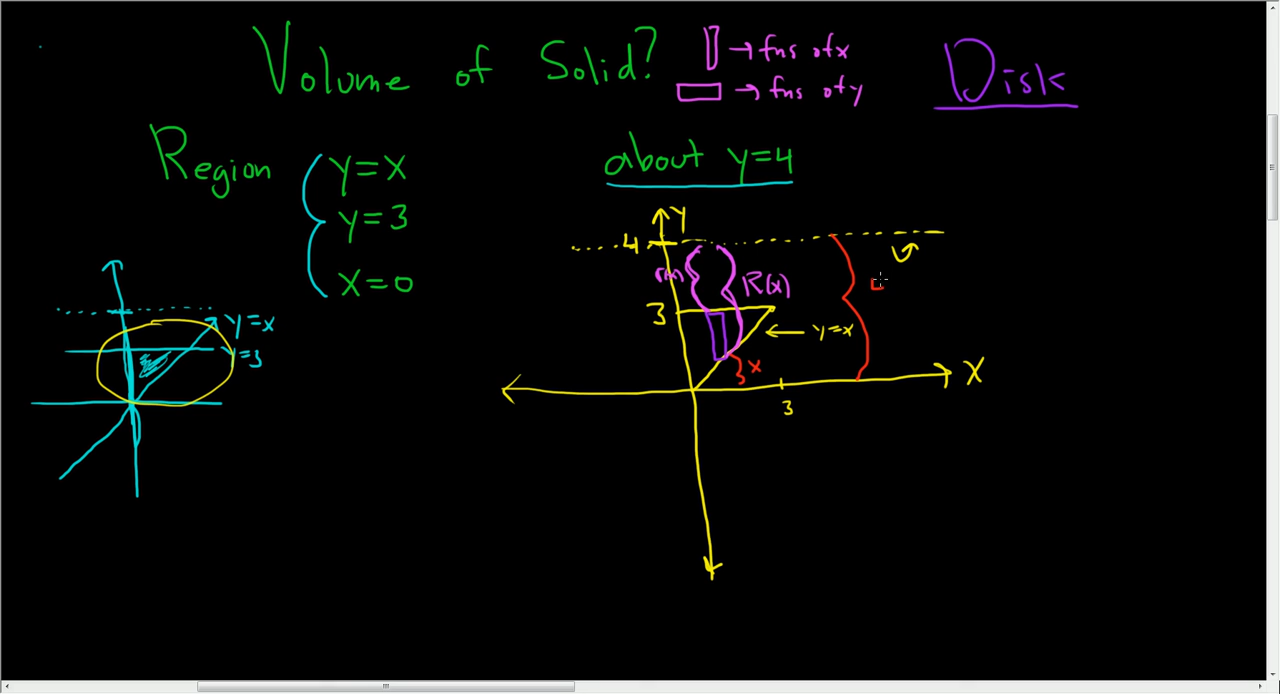 Volume of Solid?
→ fns of x
→ fns of y
Disk
Region
y=x
y=3
x=0
about y=4
y
4
r(x)
R(x)
3
y=x
x
3
x
y=x
y=3